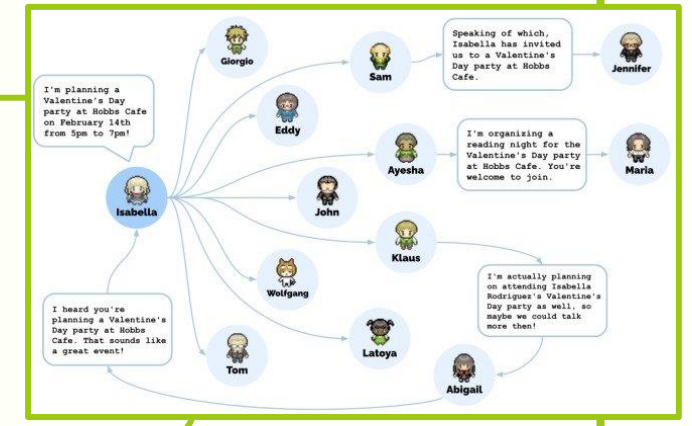 Giorgio
Sam
Speaking of which,
Isabella has invited
us to a Valentine's
Day party at Hobbs
Cafe.
Jennifer
I'm planning a
Valentine's Day
party at Hobbs Cafe
on February 14th
from 5pm to 7pm!
Eddy
Isabella
Ayesha
I'm organizing a
reading night for the
Valentine's Day party
at Hobbs Cafe. You're
welcome to join.
Maria
John
Klaus
Wolfgang
I'm actually planning
on attending Isabella
Rodriguez's Valentine's
Day party as well, so
maybe we could talk
more then!
I heard you're
planning a Valentine's
Day party at Hobbs
Cafe. That sounds like
a great event!
Tom
Latoya
Abigail